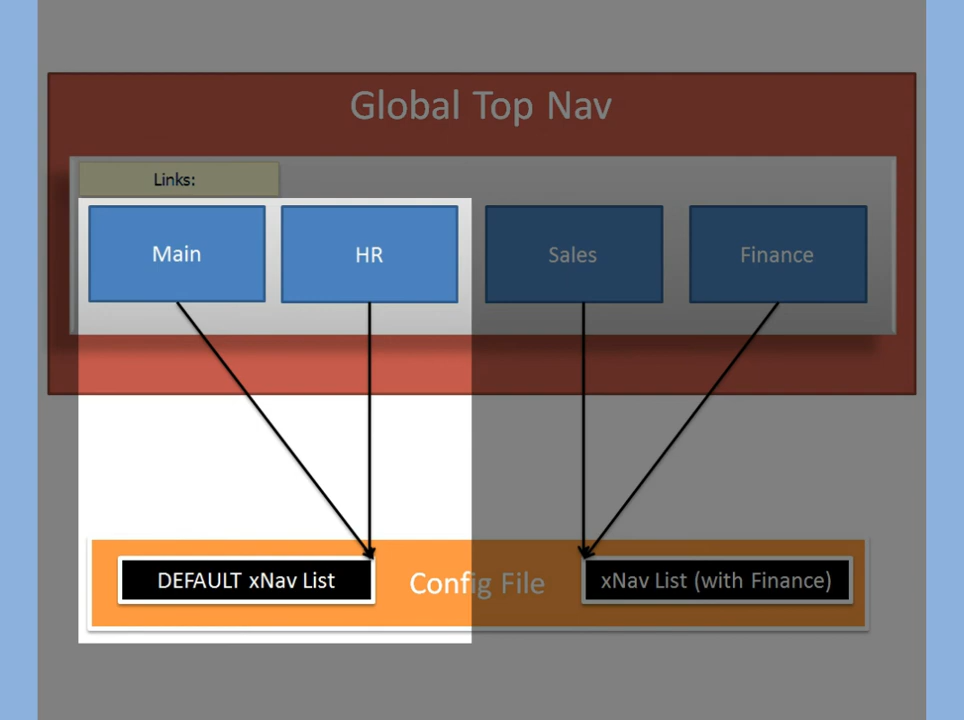 Global Top Nav
Links:
Main
HR
Sales
Finance
DEFAULT xNav List
Config File
xNav List (with Finance)